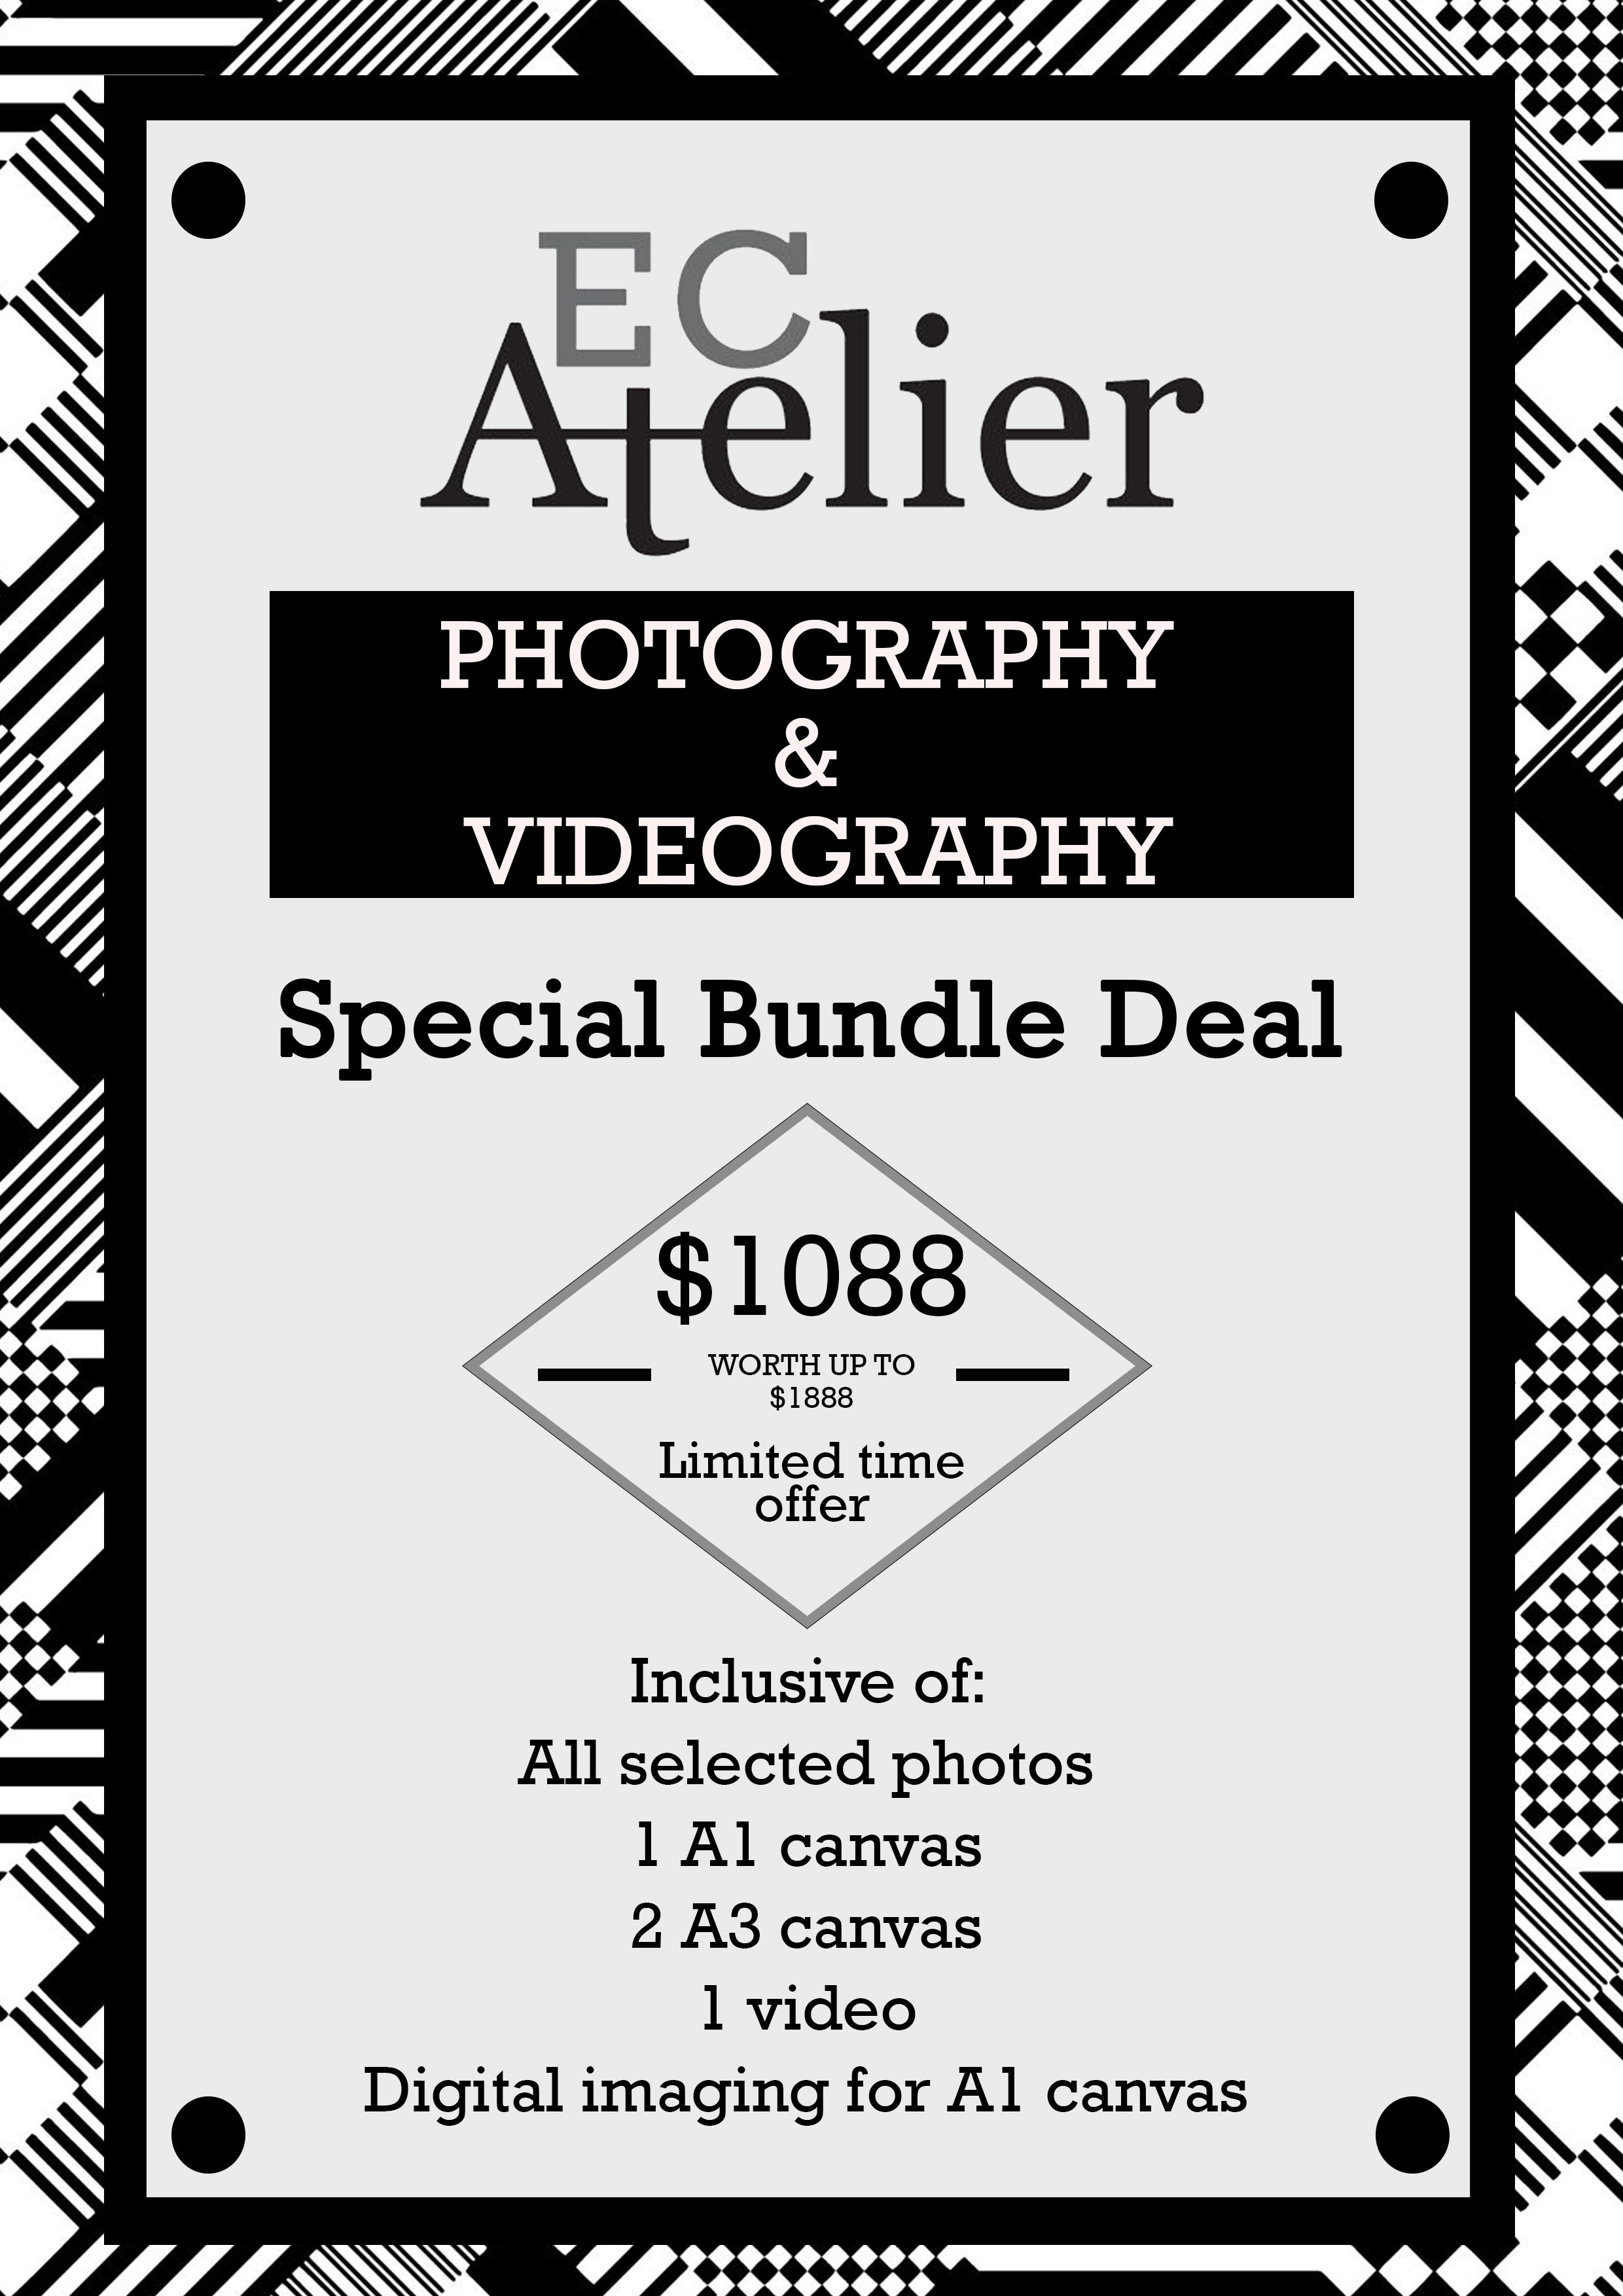 EC
Atelier
PHOTOGRAPHY
&
VIDEOGRAPHY
Special Bundle Deal
$1088
WORTH UP TO
$1888
Limited time
offer
Inclusive of:
All selected photos
1 A1 canvas
2 A3 canvas
1 video
Digital imaging for A1 canvas